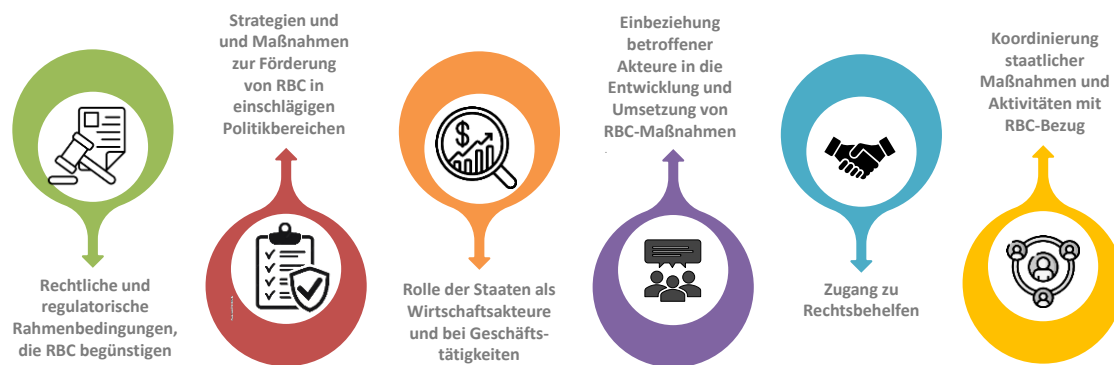 Rechtliche und
regulatorische
Rahmenbedingungen,
die RBC begünstigen
Strategien und
und Maßnahmen
zur Förderung
von RBC in
einschlägigen
Politikbereichen
Rolle der Staaten als
Wirtschaftsakteure
und bei Geschäfts-
tätigkeiten
Einbeziehung
betroffener
Akteure in die
Entwicklung und
Umsetzung von
RBC-Maßnahmen
Zugang zu
Rechtsbehelfen
Koordinierung
staatlicher
Maßnahmen und
Aktivitäten mit
RBC-Bezug